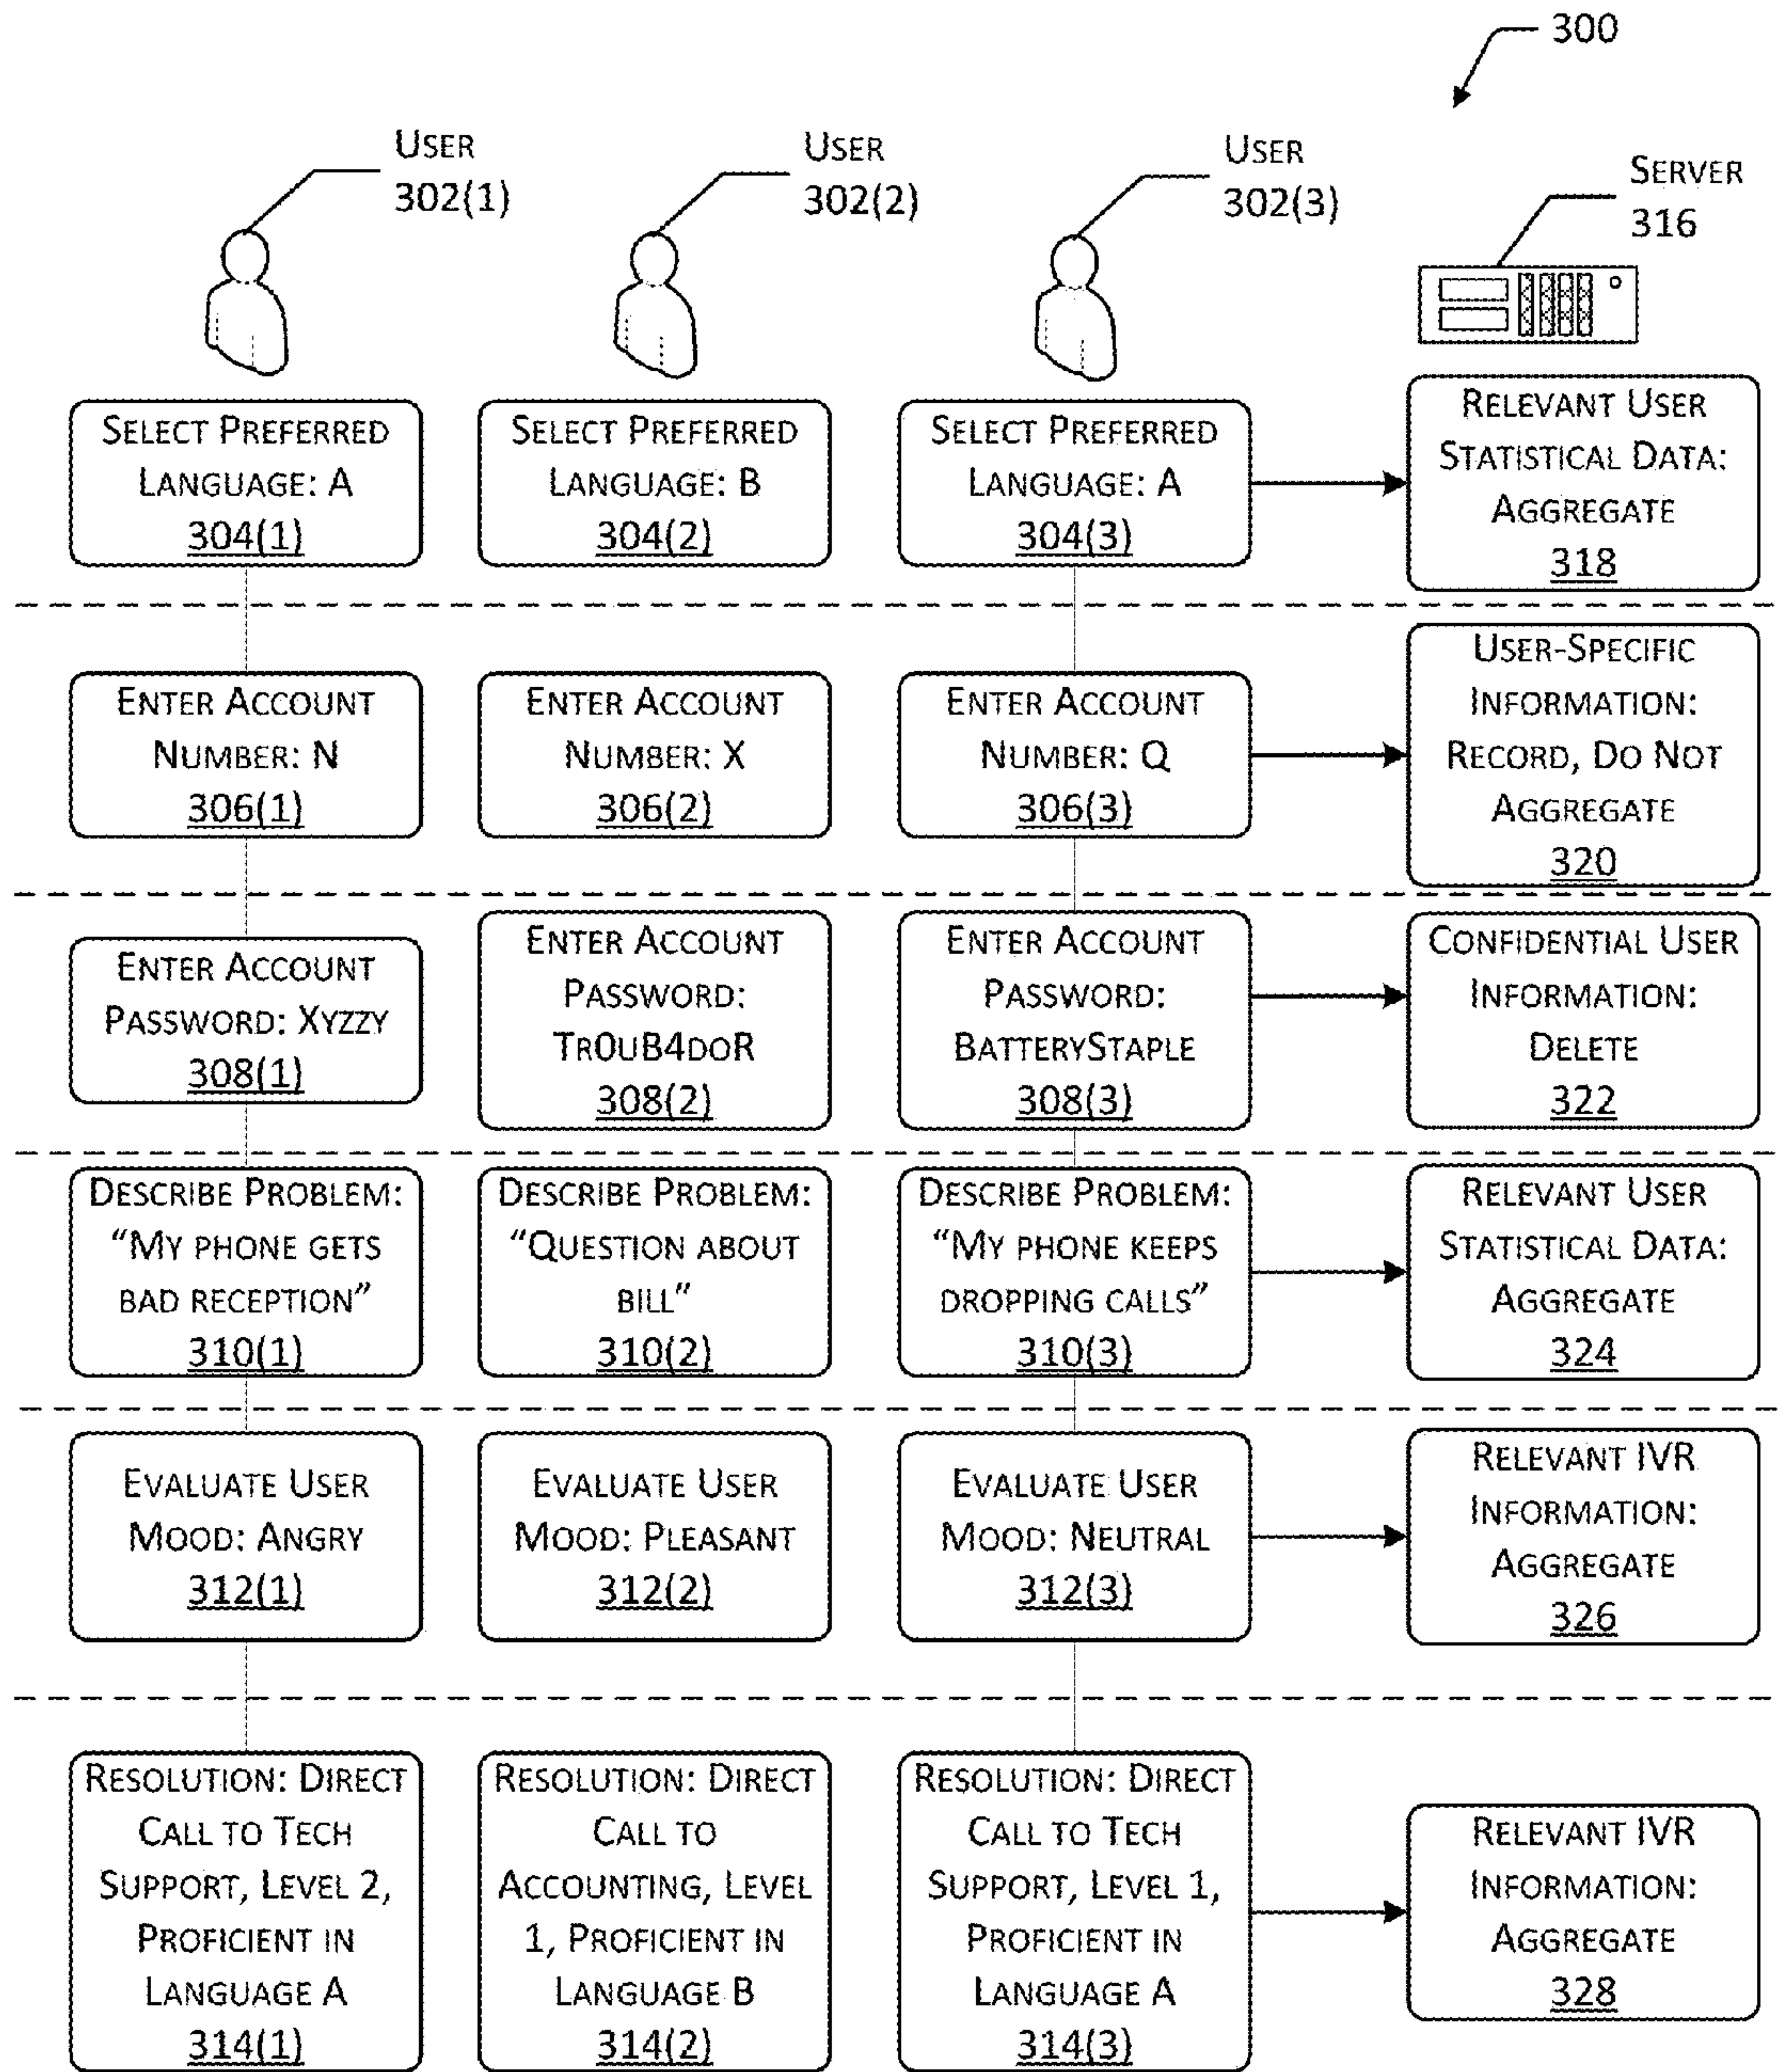 300
User
302(1)
User
302(2)
User
302(3)
Server
316
Select Preferred
Language: A
304(1)
Select Preferred
Language: B
304(2)
Select Preferred
Language: A
304(3)
Relevant User
Statistical Data:
Aggregate
318
Enter Account
Number: N
306(1)
Enter Account
Number: X
306(2)
Enter Account
Number: Q
306(3)
User-Specific
Information:
Record, Do Not
Aggregate
320
Enter Account
Password: Xyzzy
308(1)
Enter Account
Password:
Tr0uB4doR
308(2)
Enter Account
Password:
BatteryStaple
308(3)
Confidential User
Information:
Delete
322
Describe Problem:
“My phone gets
bad reception”
310(1)
Describe Problem:
“Question about
bill”
310(2)
Describe Problem:
“My phone keeps
dropping calls”
310(3)
Relevant User
Statistical Data:
Aggregate
324
Evaluate User
Mood: Angry
312(1)
Evaluate User
Mood: Pleasant
312(2)
Evaluate User
Mood: Neutral
312(3)
Relevant IVR
Information:
Aggregate
326
Resolution: Direct
Call to Tech
Support, Level 2,
Proficient in
Language A
314(1)
Resolution: Direct
Call to
Accounting, Level
1, Proficient in
Language B
314(2)
Resolution: Direct
Call to Tech
Support, Level 1,
Proficient in
Language A
314(3)
Relevant IVR
Information:
Aggregate
328